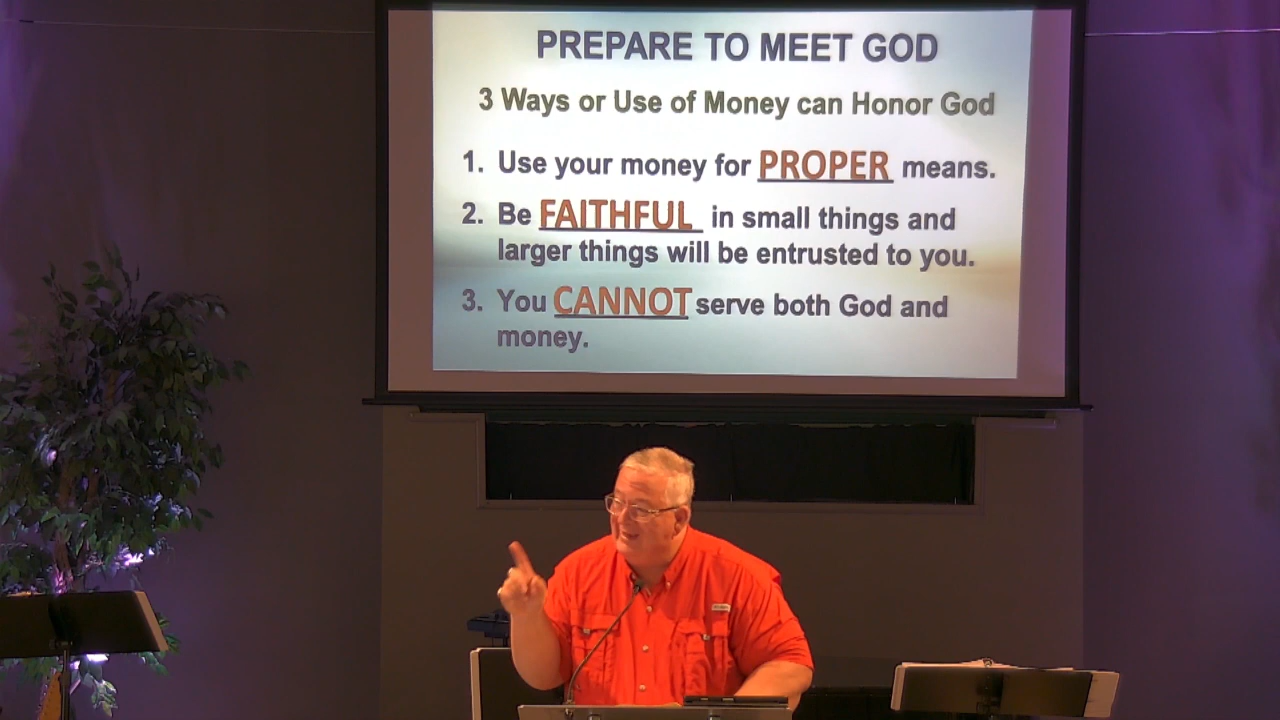 PREPARE TO MEET GOD
3 Ways or Use of Money can Honor God
1. Use your money for PROPER means.
2. Be FAITHFUL in small things and
larger things will be entrusted to you.
3. You CANNOT serve both God and
money.